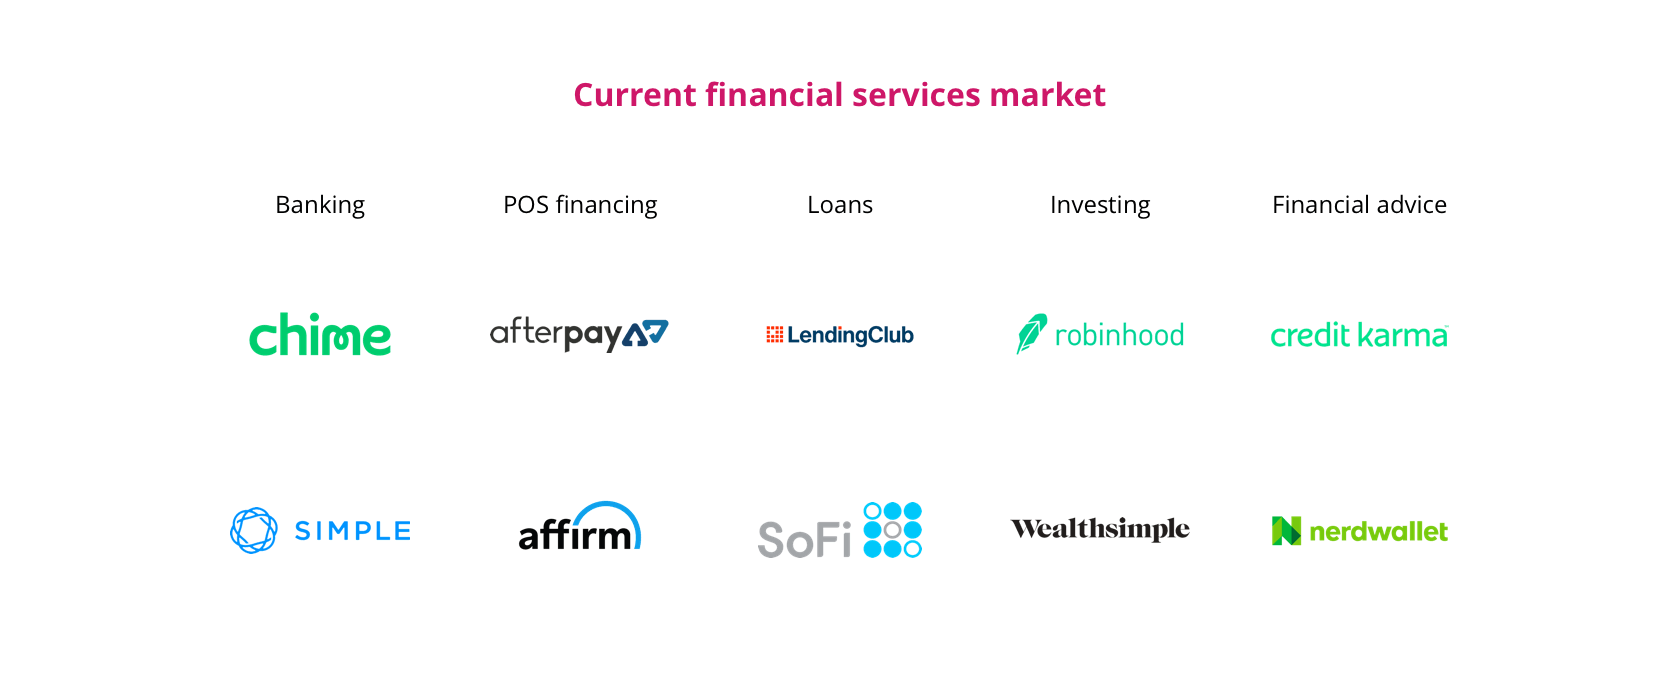 Current financial services market
Banking POS financing Loans Investing Financial advice
chime afterpay LendingClub robinhood credit karma
SIMPLE affirm SoFi Wealthsimple nerdwallet